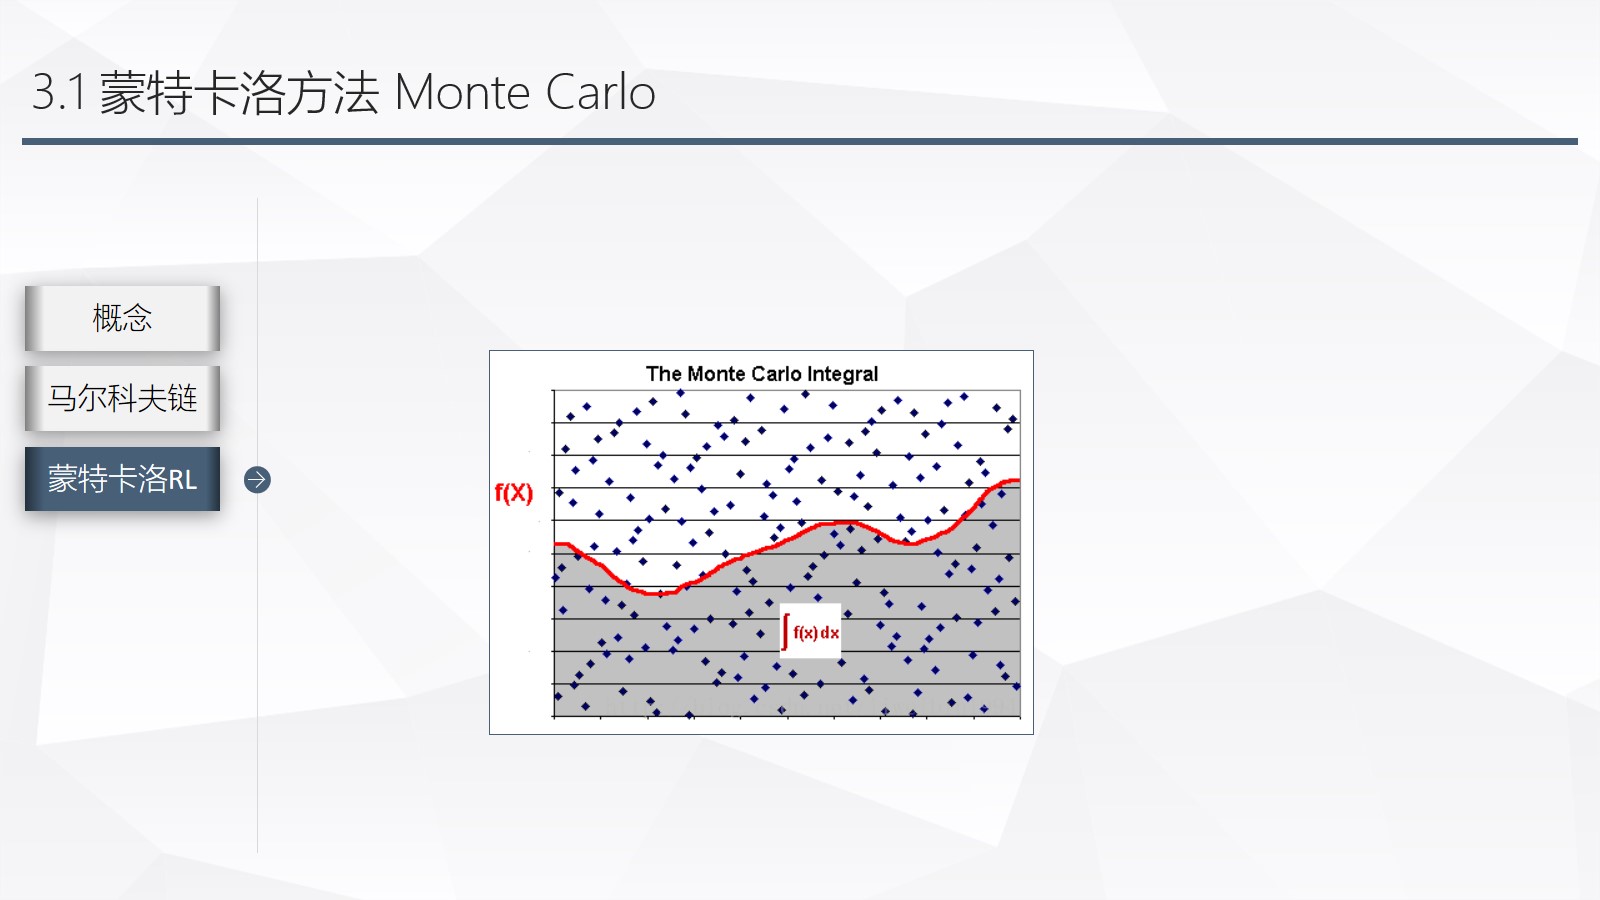 3.1 蒙特卡洛方法 Monte Carlo
概念
马尔科夫链
蒙特卡洛RL
The Monte Carlo Integral
f(X)
∫ f(x) dx